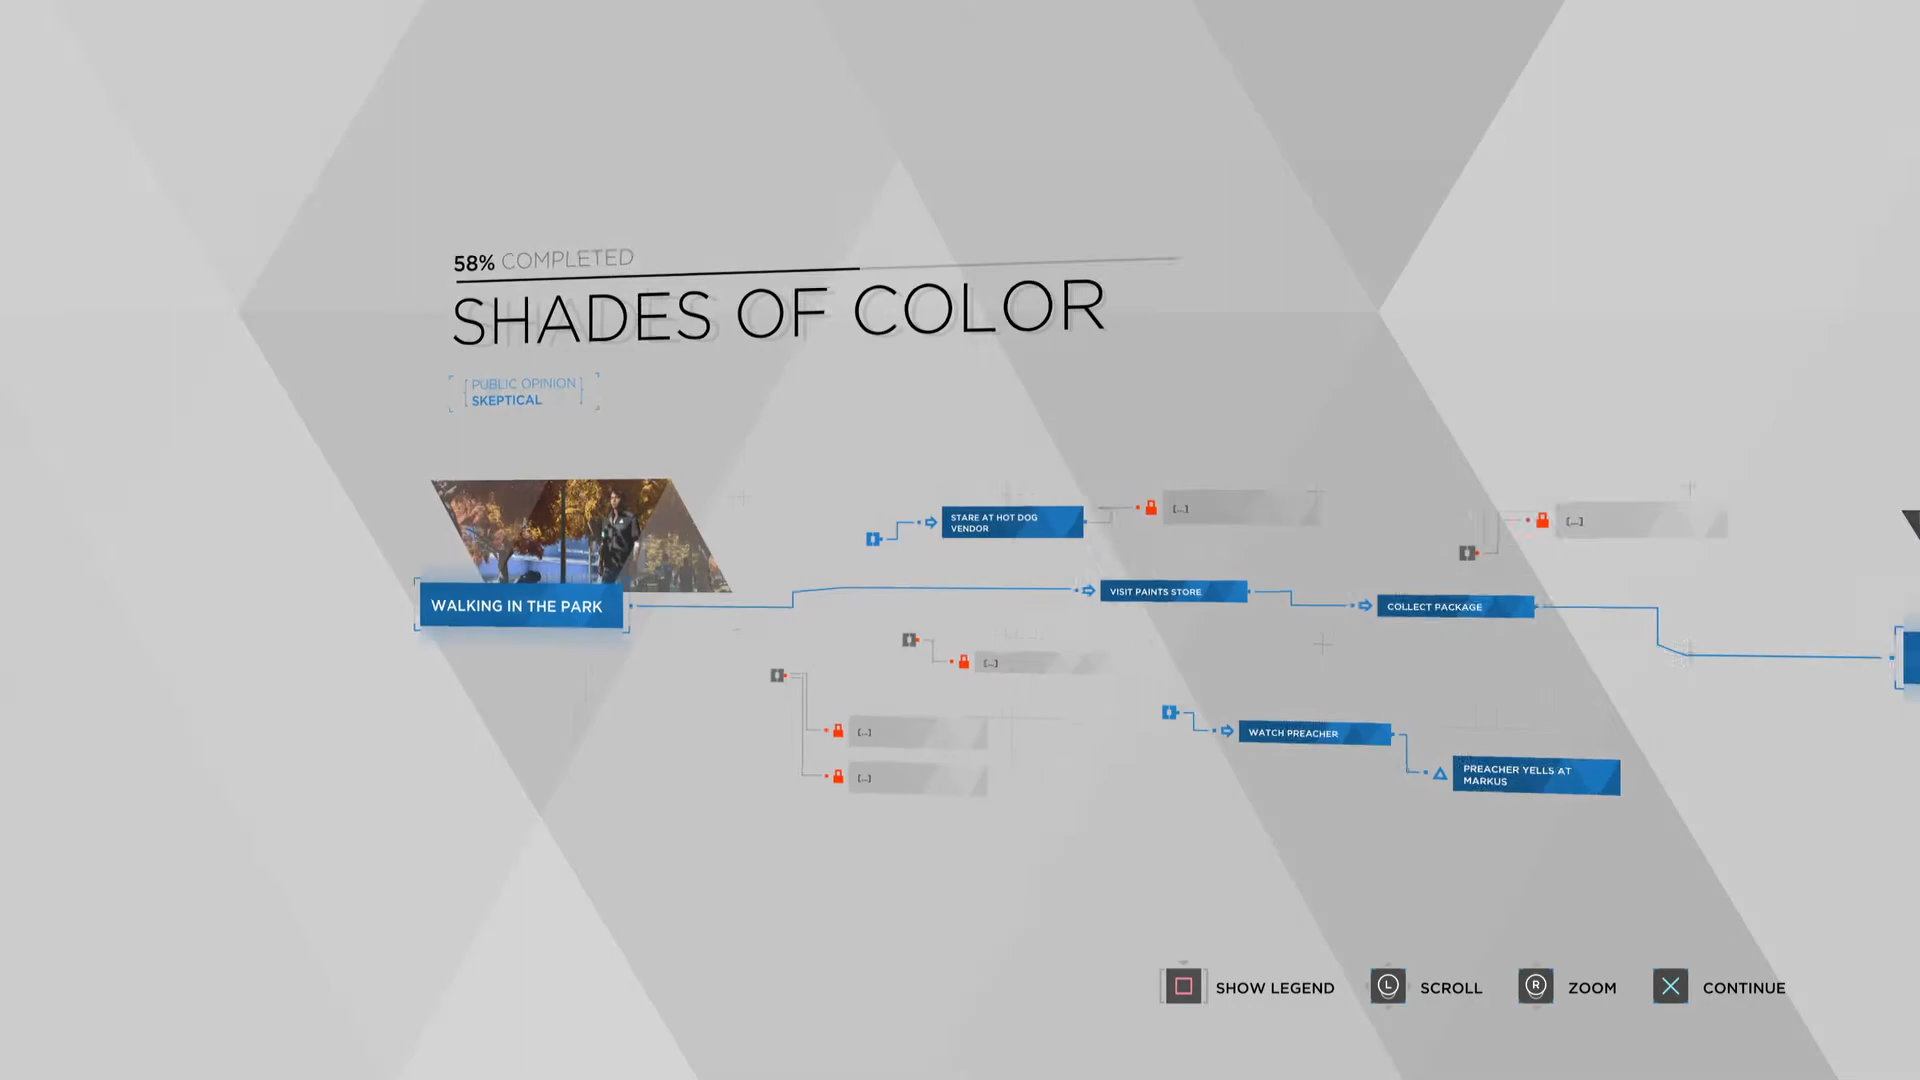 58% COMPLETED
SHADES OF COLOR
PUBLIC OPINION
SKEPTICAL
STARE AT HOT DOG
VENDOR
[...]
[...]
WALKING IN THE PARK
VISIT PAINTS STORE
COLLECT PACKAGE
[...]
[...]
[...]
WATCH PREACHER
PREACHER YELLS AT
MARKUS
SHOW LEGEND
L
SCROLL
R
ZOOM
CONTINUE